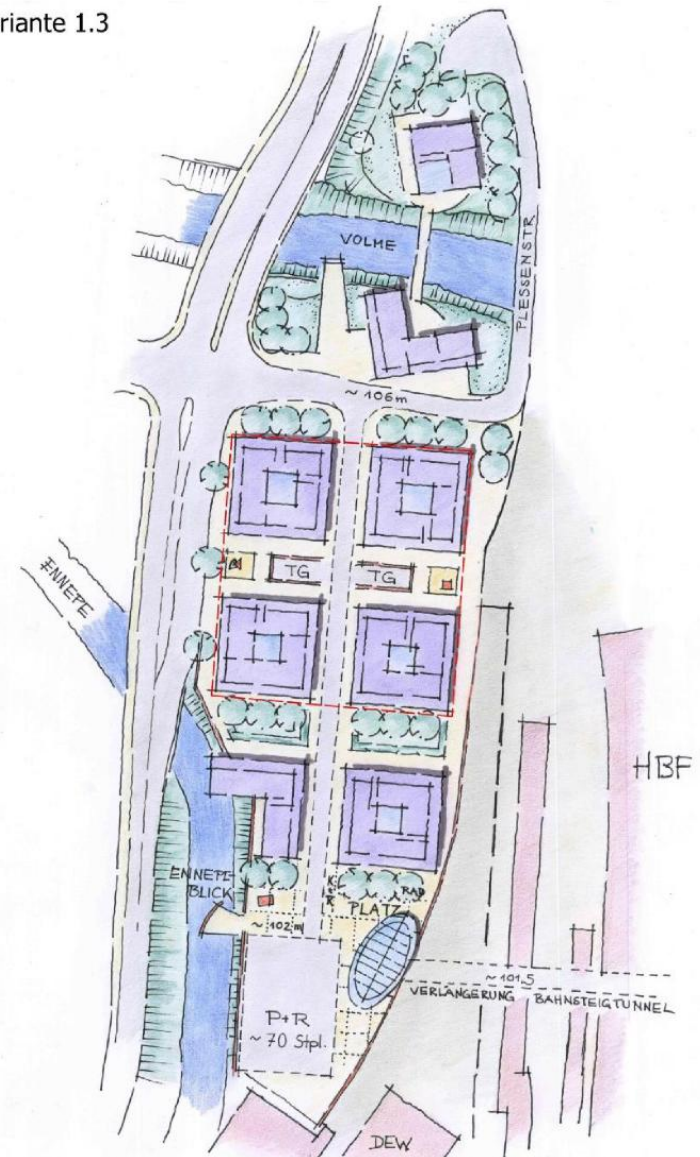 riante 1.3
VOLME
PLESSENSTR
~ 106m
TG
TG
ENNEPE
HBF
ENNEPE-
BLICK
K+R
RAD
PLATZ
~ 102m
~ 101,5
VERLÄNGERUNG BAHNSTEIGTUNNEL
P+R
~ 70 Stpl.
DEW